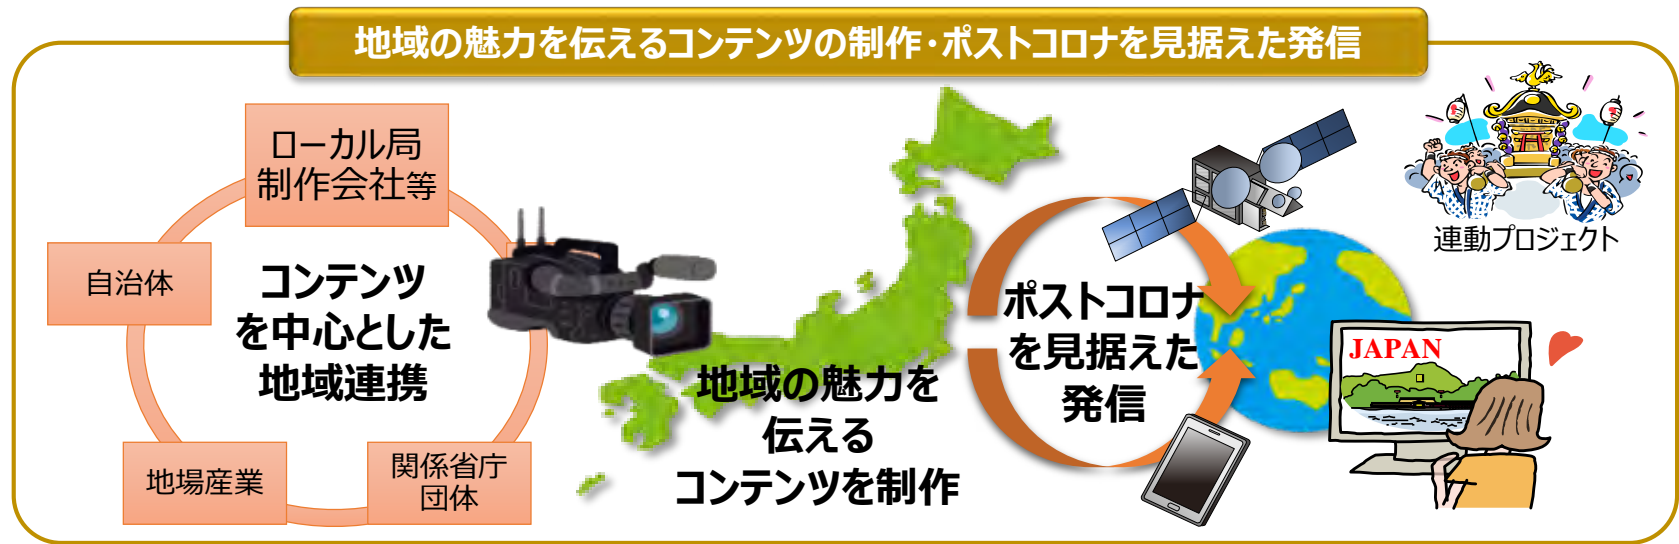 地域の魅力を伝えるコンテンツの制作・ポストコロナを見据えた発信
ローカル局
制作会社等
自治体
コンテンツ
を中心とした
地域連携
地場産業
関係省庁
団体
地域の魅力を
伝える
コンテンツを制作
ポストコロナ
を見据えた
発信
連動プロジェクト
JAPAN